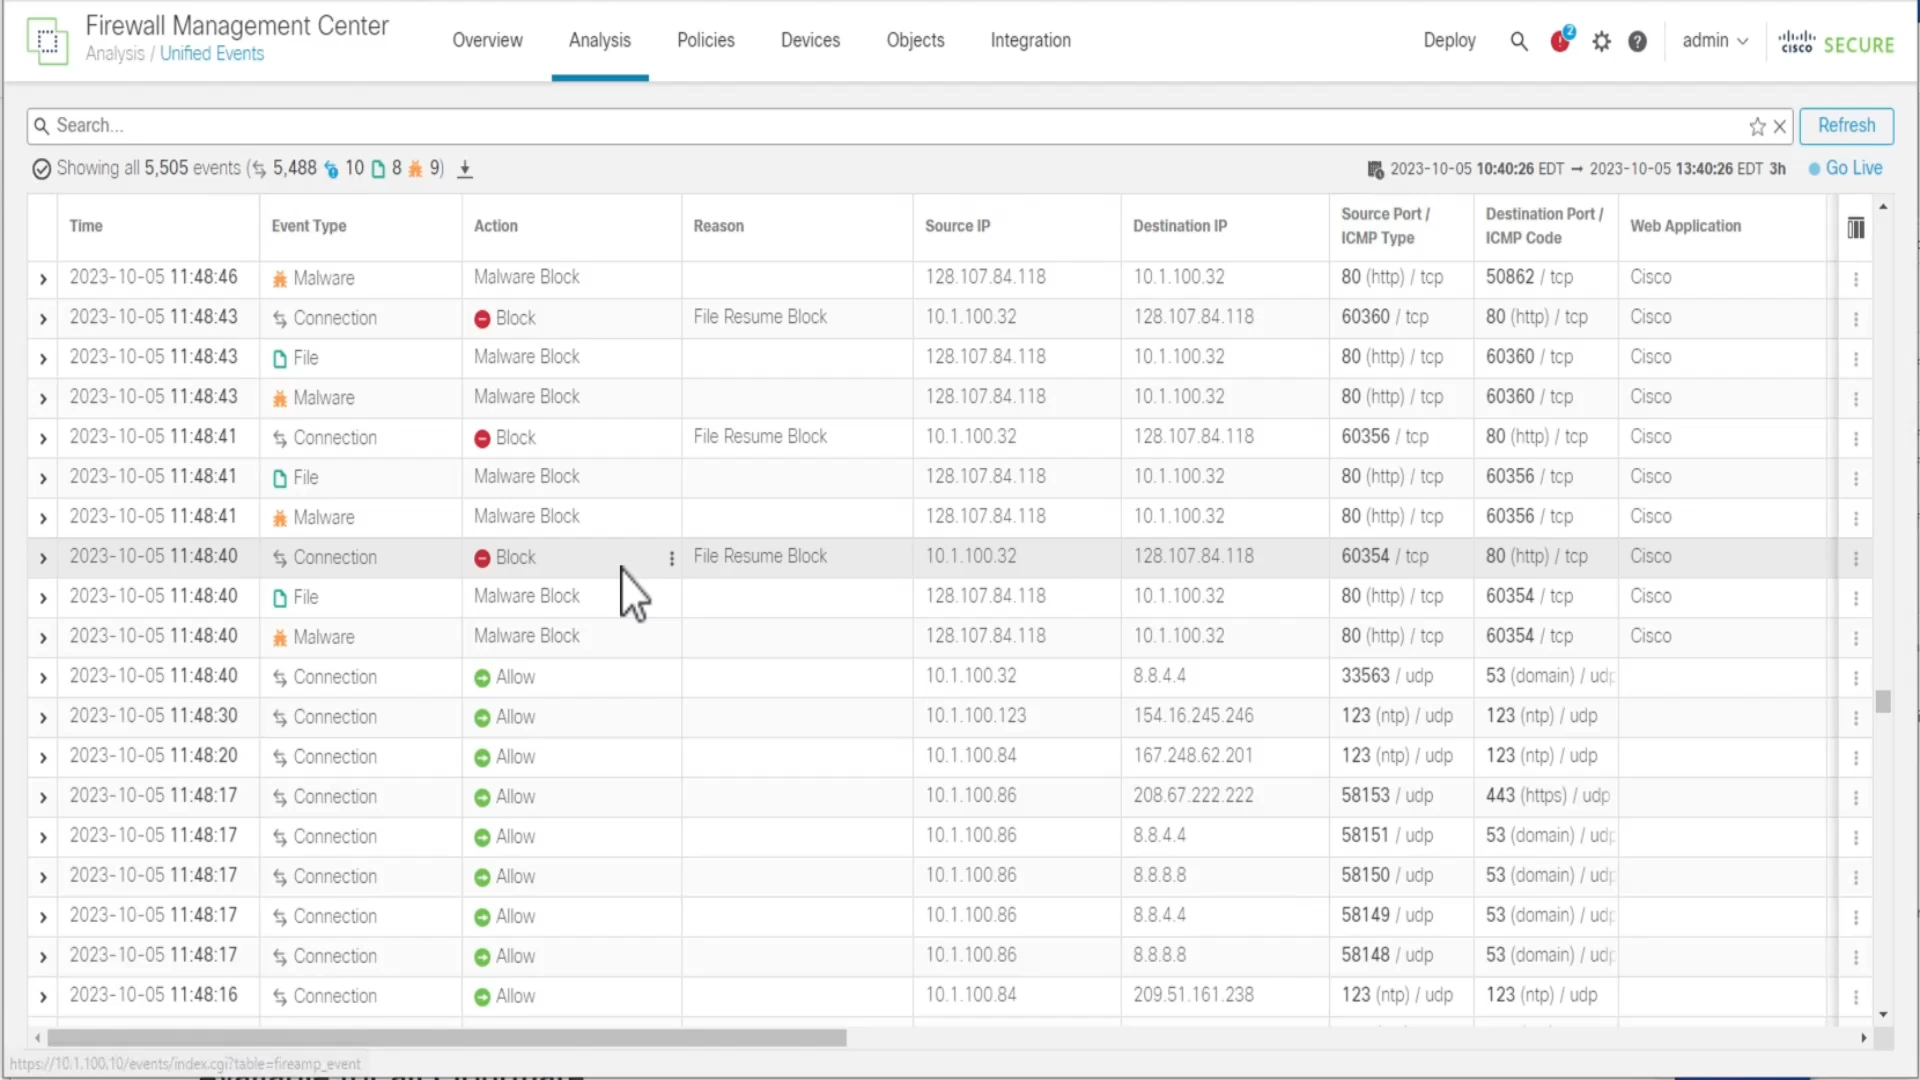 Firewall Management Center
Analysis / Unified Events
Overview Analysis Policies Devices Objects Integration
Deploy 2 ? admin
cisco SECURE
Search... Refresh
Showing all 5,505 events ( 5,488 10 8 9) 2023-10-05 10:40:26 EDT → 2023-10-05 13:40:26 EDT 3h Go Live
Time Event Type Action Reason Source IP Destination IP Source Port / ICMP Type Destination Port / ICMP Code Web Application
2023-10-05 11:48:46 Malware Malware Block 128.107.84.118 10.1.100.32 80 (http) / tcp 50862 / tcp Cisco
2023-10-05 11:48:43 Connection Block File Resume Block 10.1.100.32 128.107.84.118 60360 / tcp 80 (http) / tcp Cisco
2023-10-05 11:48:43 File Malware Block 128.107.84.118 10.1.100.32 80 (http) / tcp 60360 / tcp Cisco
2023-10-05 11:48:43 Malware Malware Block 128.107.84.118 10.1.100.32 80 (http) / tcp 60360 / tcp Cisco
2023-10-05 11:48:41 Connection Block File Resume Block 10.1.100.32 128.107.84.118 60356 / tcp 80 (http) / tcp Cisco
2023-10-05 11:48:41 File Malware Block 128.107.84.118 10.1.100.32 80 (http) / tcp 60356 / tcp Cisco
2023-10-05 11:48:41 Malware Malware Block 128.107.84.118 10.1.100.32 80 (http) / tcp 60356 / tcp Cisco
2023-10-05 11:48:40 Connection Block File Resume Block 10.1.100.32 128.107.84.118 60354 / tcp 80 (http) / tcp Cisco
2023-10-05 11:48:40 File Malware Block 128.107.84.118 10.1.100.32 80 (http) / tcp 60354 / tcp Cisco
2023-10-05 11:48:40 Malware Malware Block 128.107.84.118 10.1.100.32 80 (http) / tcp 60354 / tcp Cisco
2023-10-05 11:48:40 Connection Allow 10.1.100.32 8.8.4.4 33563 / udp 53 (domain) / udp
2023-10-05 11:48:30 Connection Allow 10.1.100.123 154.16.245.246 123 (ntp) / udp 123 (ntp) / udp
2023-10-05 11:48:20 Connection Allow 10.1.100.84 167.248.62.201 123 (ntp) / udp 123 (ntp) / udp
2023-10-05 11:48:17 Connection Allow 10.1.100.86 208.67.222.222 58153 / udp 443 (https) / udp
2023-10-05 11:48:17 Connection Allow 10.1.100.86 8.8.4.4 58151 / udp 53 (domain) / udp
2023-10-05 11:48:17 Connection Allow 10.1.100.86 8.8.8.8 58150 / udp 53 (domain) / udp
2023-10-05 11:48:17 Connection Allow 10.1.100.86 8.8.4.4 58149 / udp 53 (domain) / udp
2023-10-05 11:48:17 Connection Allow 10.1.100.86 8.8.8.8 58148 / udp 53 (domain) / udp
2023-10-05 11:48:16 Connection Allow 10.1.100.84 209.51.161.238 123 (ntp) / udp 123 (ntp) / udp
https://10.1.100.10/events/index.cgi?table=fireamp_event